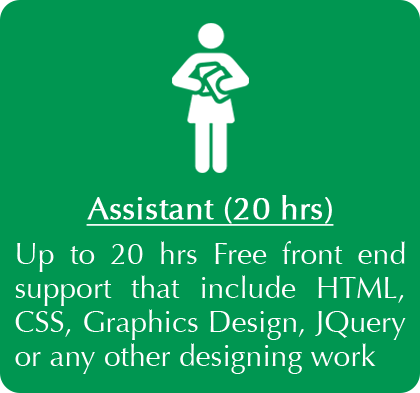 Assistant (20 hrs)
Up to 20 hrs Free front end
support that include HTML,
CSS, Graphics Design, JQuery
or any other designing work